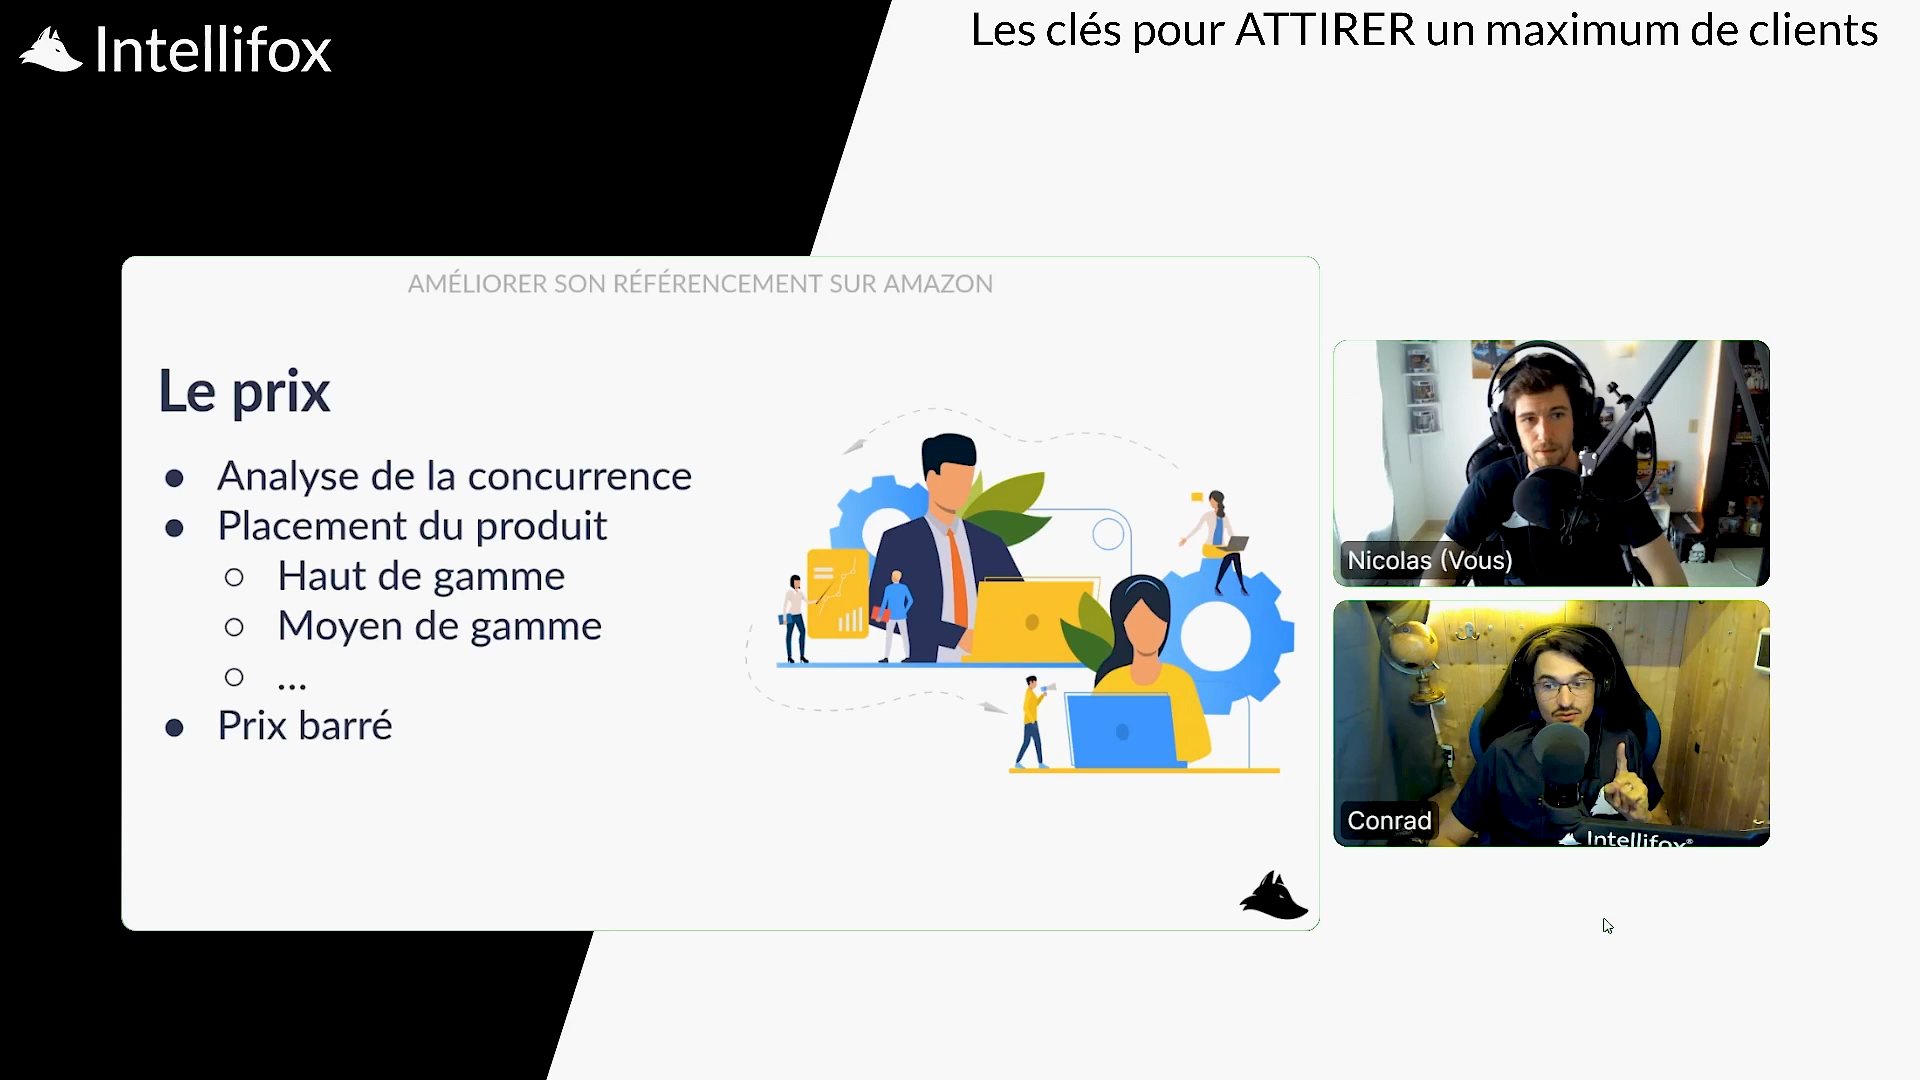 Intellifox
Les clés pour ATTIRER un maximum de clients
AMÉLIORER SON RÉFÉRENCEMENT SUR AMAZON
Le prix
● Analyse de la concurrence
● Placement du produit
○ Haut de gamme
○ Moyen de gamme
○ ...
● Prix barré
Nicolas (Vous)
Conrad
Intellifox®